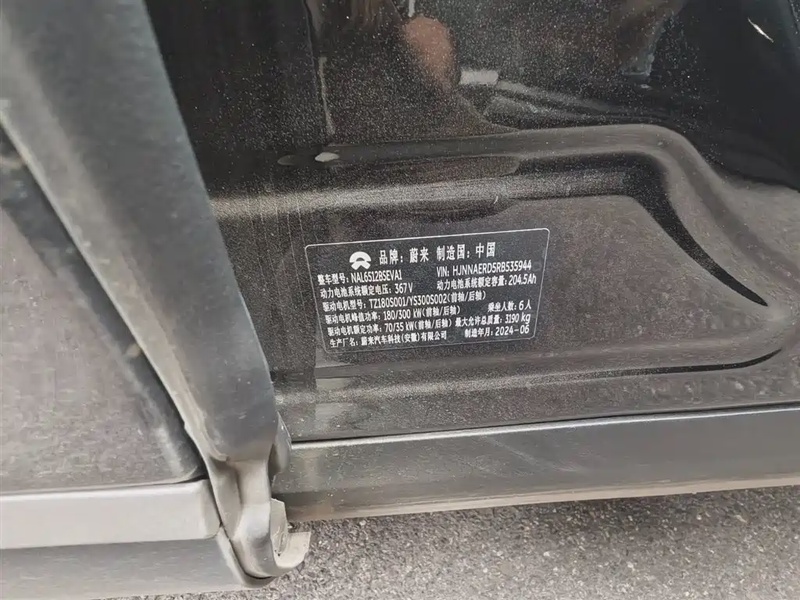 品牌：蔚来 制造国：中国
整车型号：NAL6512BSEVA1 VIN：HJNNAERD5RB535944
动力电池系统额定电压：367V 动力电池系统额定容量：204.5Ah
驱动电机型号：TZ180S001/YS300S002(前轴/后轴)
驱动电机峰值功率：180/300 kW(前轴/后轴) 乘坐人数：6人
驱动电机额定功率：70/35 kW(前轴/后轴) 最大允许总质量：3190 kg
生产厂名：蔚来汽车科技(安徽)有限公司 制造年月：2024-06